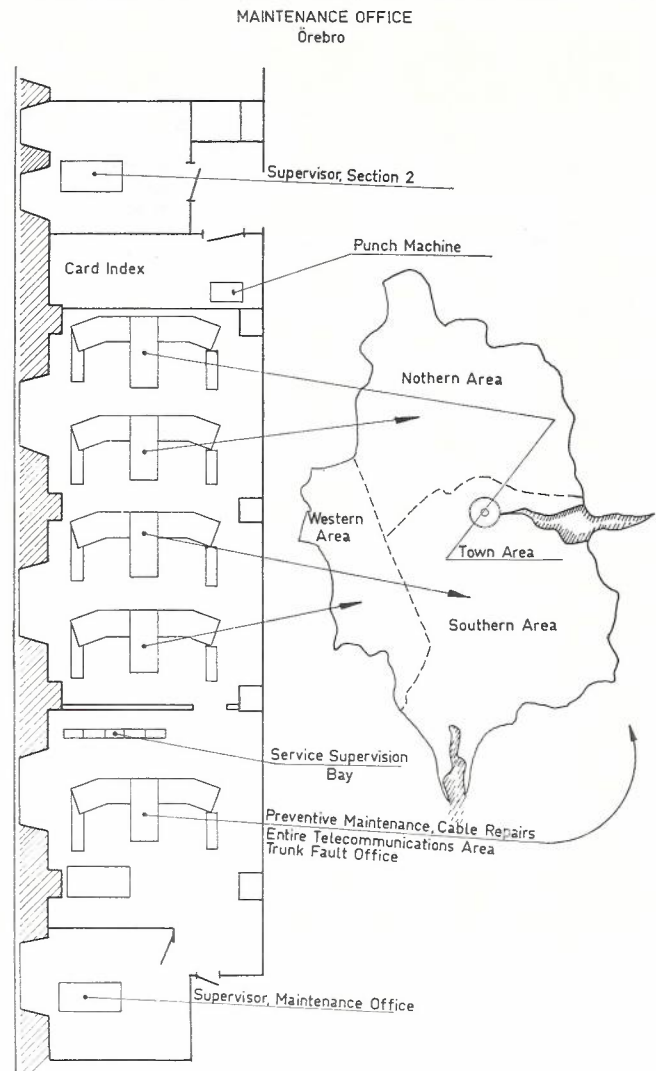 MAINTENANCE OFFICE
Örebro
Supervisor, Section 2
Punch Machine
Card Index
Nothern Area
Western
Area
Town Area
Southern Area
Service Supervision
Bay
Preventive Maintenance, Cable Repairs
Entire Telecommunications Area
Trunk Fault Office
Supervisor, Maintenance Office